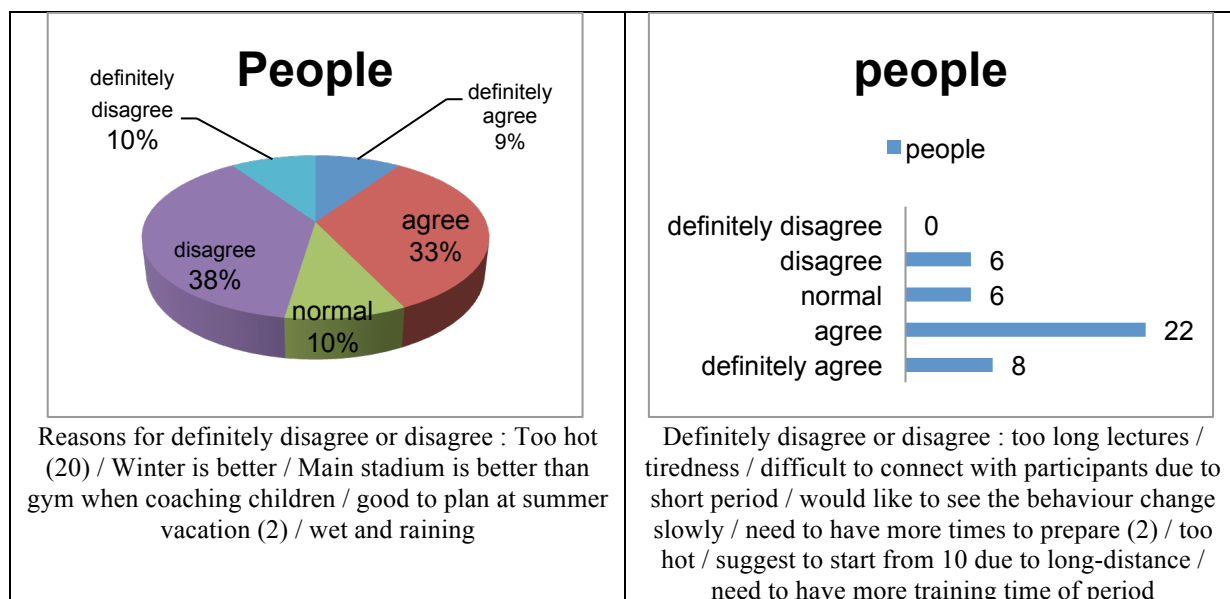 People
definitely
disagree
10%
definitely
agree
9%
agree
33%
disagree
38%
normal
10%
Reasons for definitely disagree or disagree : Too hot
(20) / Winter is better / Main stadium is better than
gym when coaching children / good to plan at summer
vacation (2) / wet and raining
people
people
definitely disagree 0
disagree 6
normal 6
agree 22
definitely agree 8
Definitely disagree or disagree : too long lectures /
tiredness / difficult to connect with participants due to
short period / would like to see the behaviour change
slowly / need to have more times to prepare (2) / too
hot / suggest to start from 10 due to long-distance /
need to have more training time of period